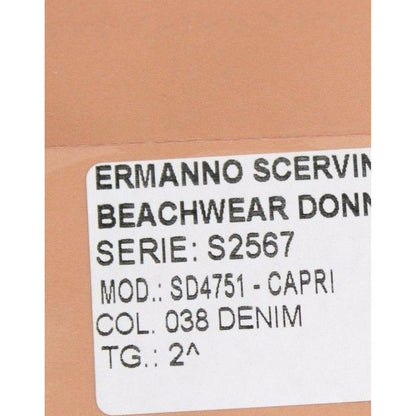 ERMANNO SCERVIN
BEACHWEAR DONN
SERIE: S2567
MOD.: SD4751 - CAPRI
COL. 038 DENIM
TG.: 2^